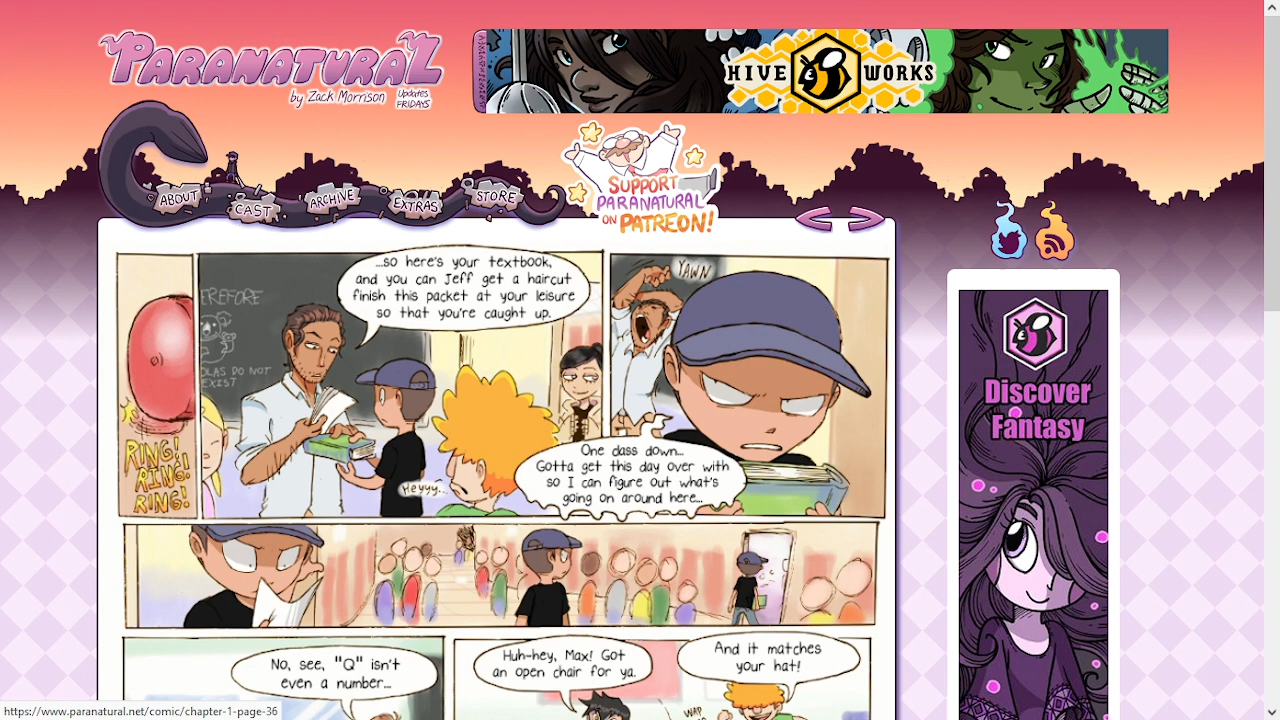 PARANATURAL
by Zack Morrison
Updates
FRIDAYS
HIVE WORKS
ABOUT
CAST
ARCHIVE
EXTRAS
STORE
SUPPORT
PARANATURAL
ON PATREON!
...so here's your textbook,
and you can Jeff get a haircut
finish this packet at your leisure
so that you're caught up.
YAWN
EREFORE
OLAS DO NOT
EXIST
RING!
RING!
RING!
Heyyy...
One class down...
Gotta get this day over with
so I can figure out what's
going on around here...
Discover
Fantasy
No, see, "Q" isn't
even a number...
Huh-hey, Max! Got
an open chair for ya.
And it matches
your hat!
WAP
https://www.paranatural.net/comic/chapter-1-page-36